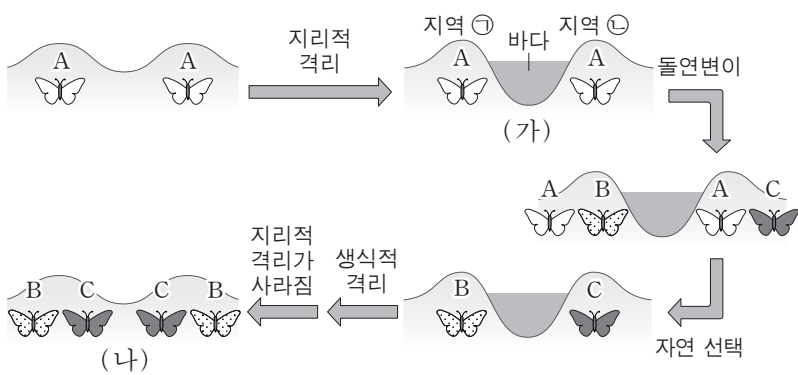 A A
지리적
격리
지역 ㉠ 바다 지역 ㉡
A A
(가)
돌연변이
A B A C
자연 선택
B C
생식적
격리
지리적
격리가
사라짐
B C C B
(나)